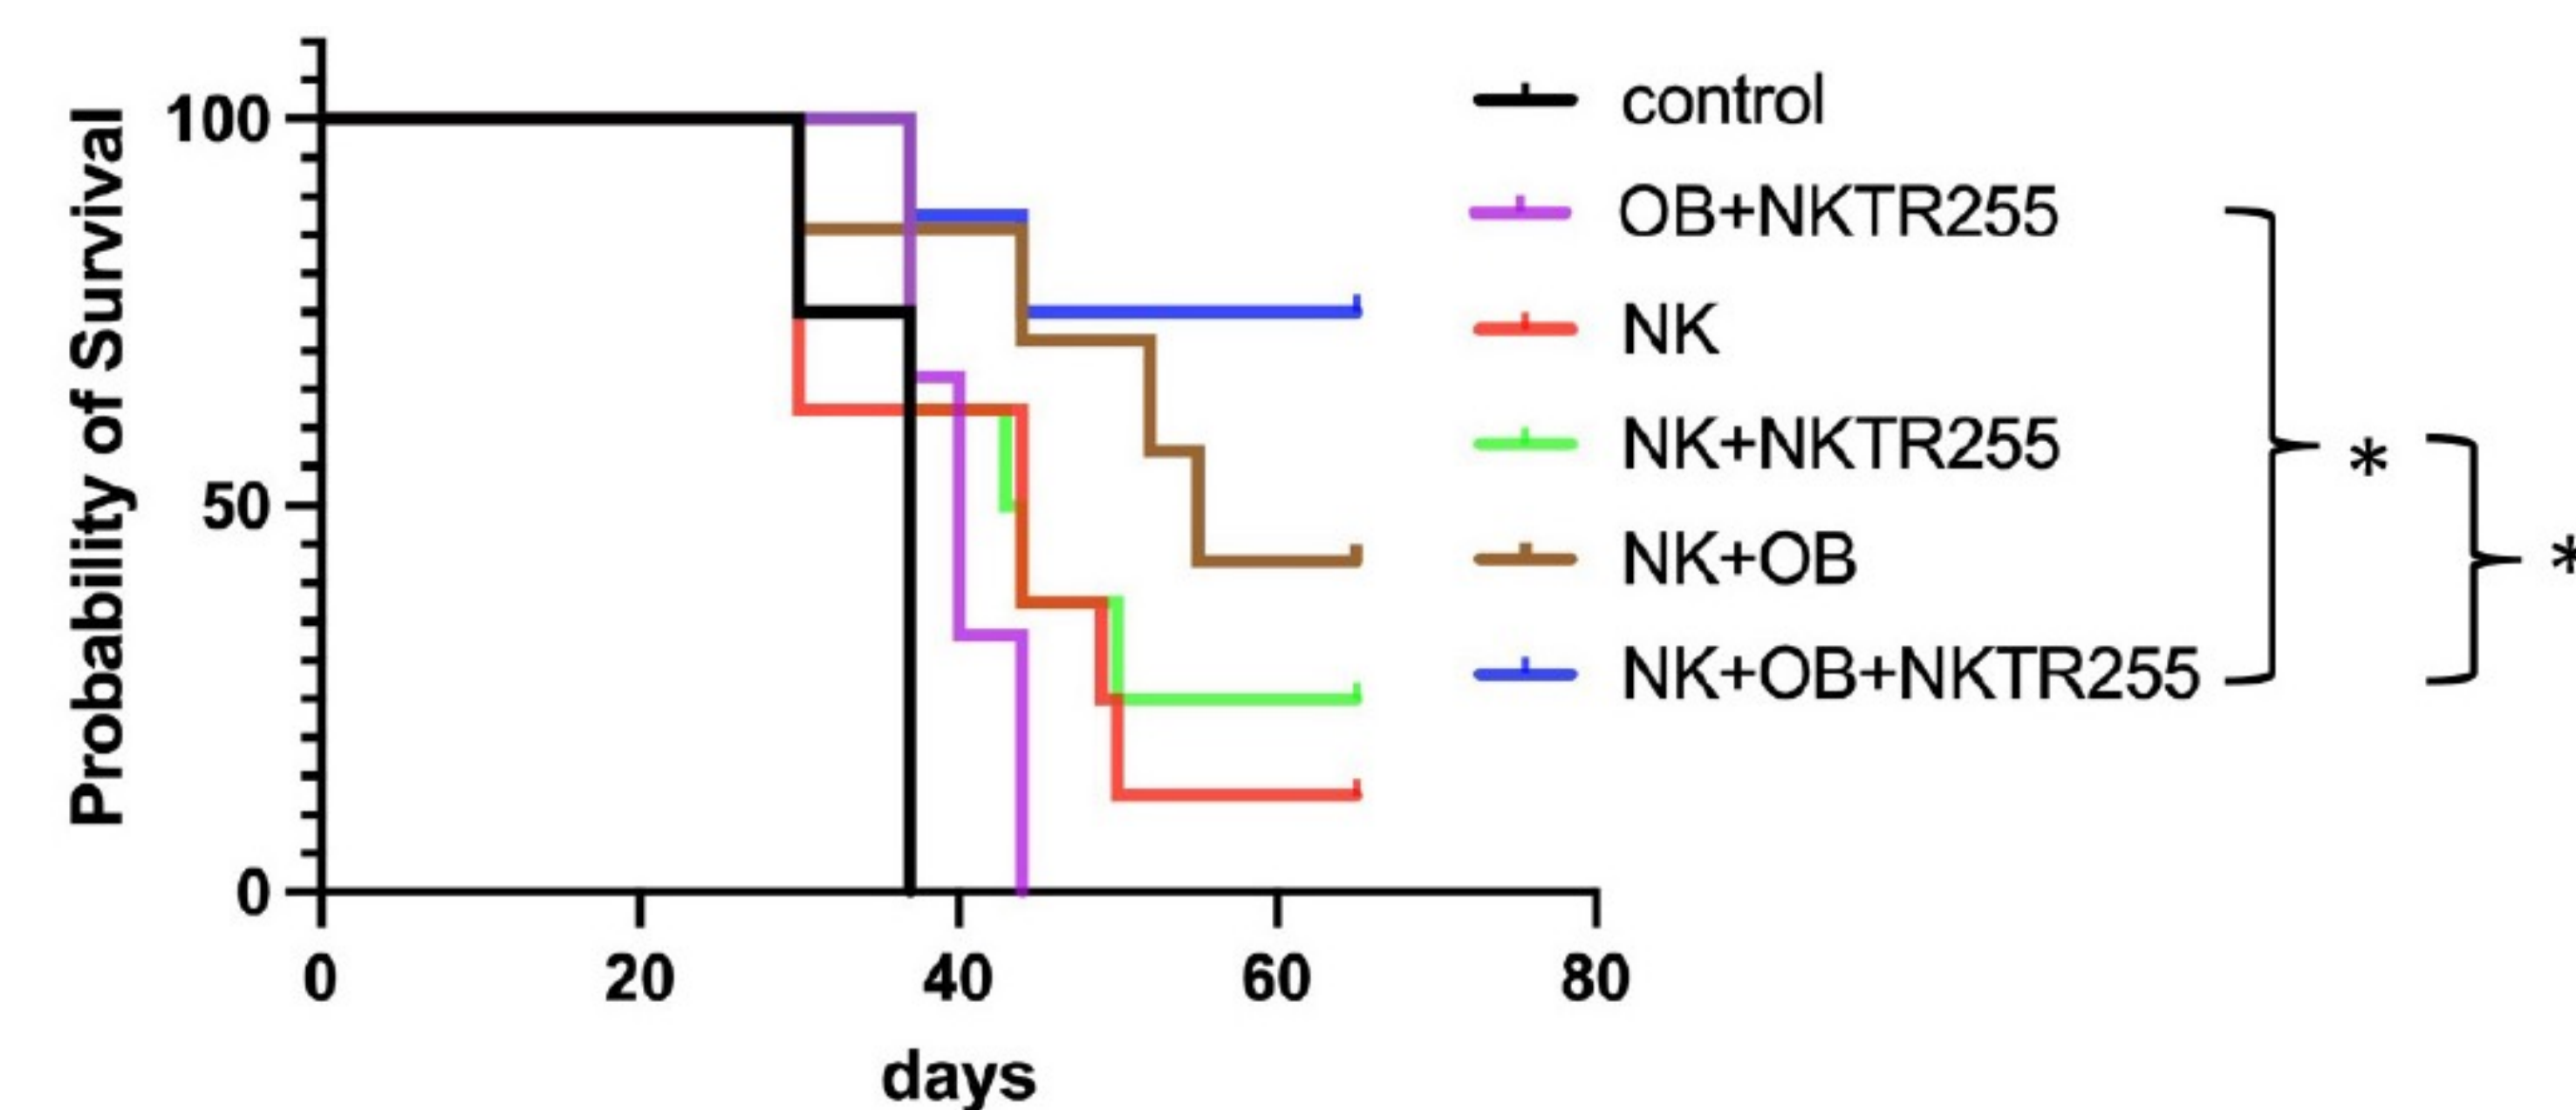 Probability of Survival
100
50
0
0 20 40 60 80
days
control
OB+NKTR255
NK
NK+NKTR255
NK+OB
NK+OB+NKTR255
*
*